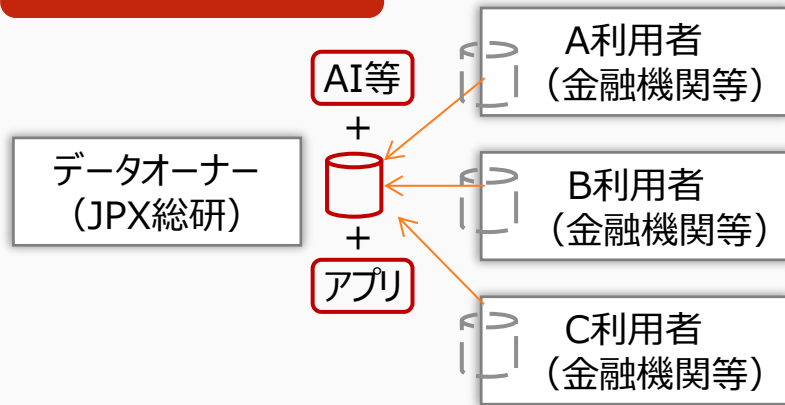 データオーナー
（JPX総研）
AI等
+
+
アプリ
A利用者
（金融機関等）
B利用者
（金融機関等）
C利用者
（金融機関等）